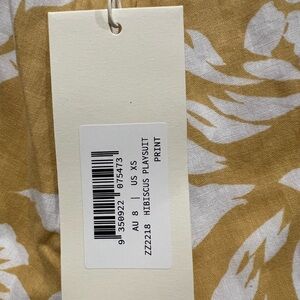 9 350922 075473
AU 8 | US XS
ZZ2218 HIBISCUS PLAYSUIT
PRINT